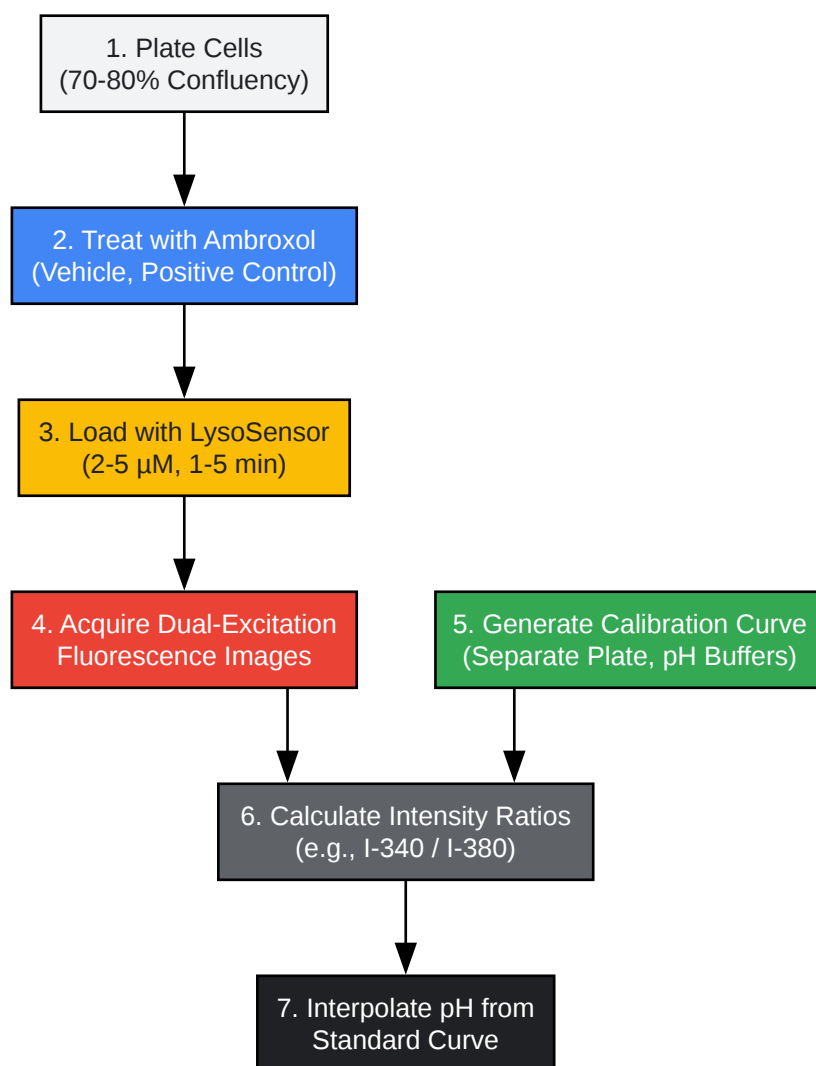 1. Plate Cells
(70-80% Confluency)
2. Treat with Ambroxol
(Vehicle, Positive Control)
3. Load with LysoSensor
(2-5 µM, 1-5 min)
4. Acquire Dual-Excitation
Fluorescence Images
5. Generate Calibration Curve
(Separate Plate, pH Buffers)
6. Calculate Intensity Ratios
(e.g., I-340 / I-380)
7. Interpolate pH from
Standard Curve